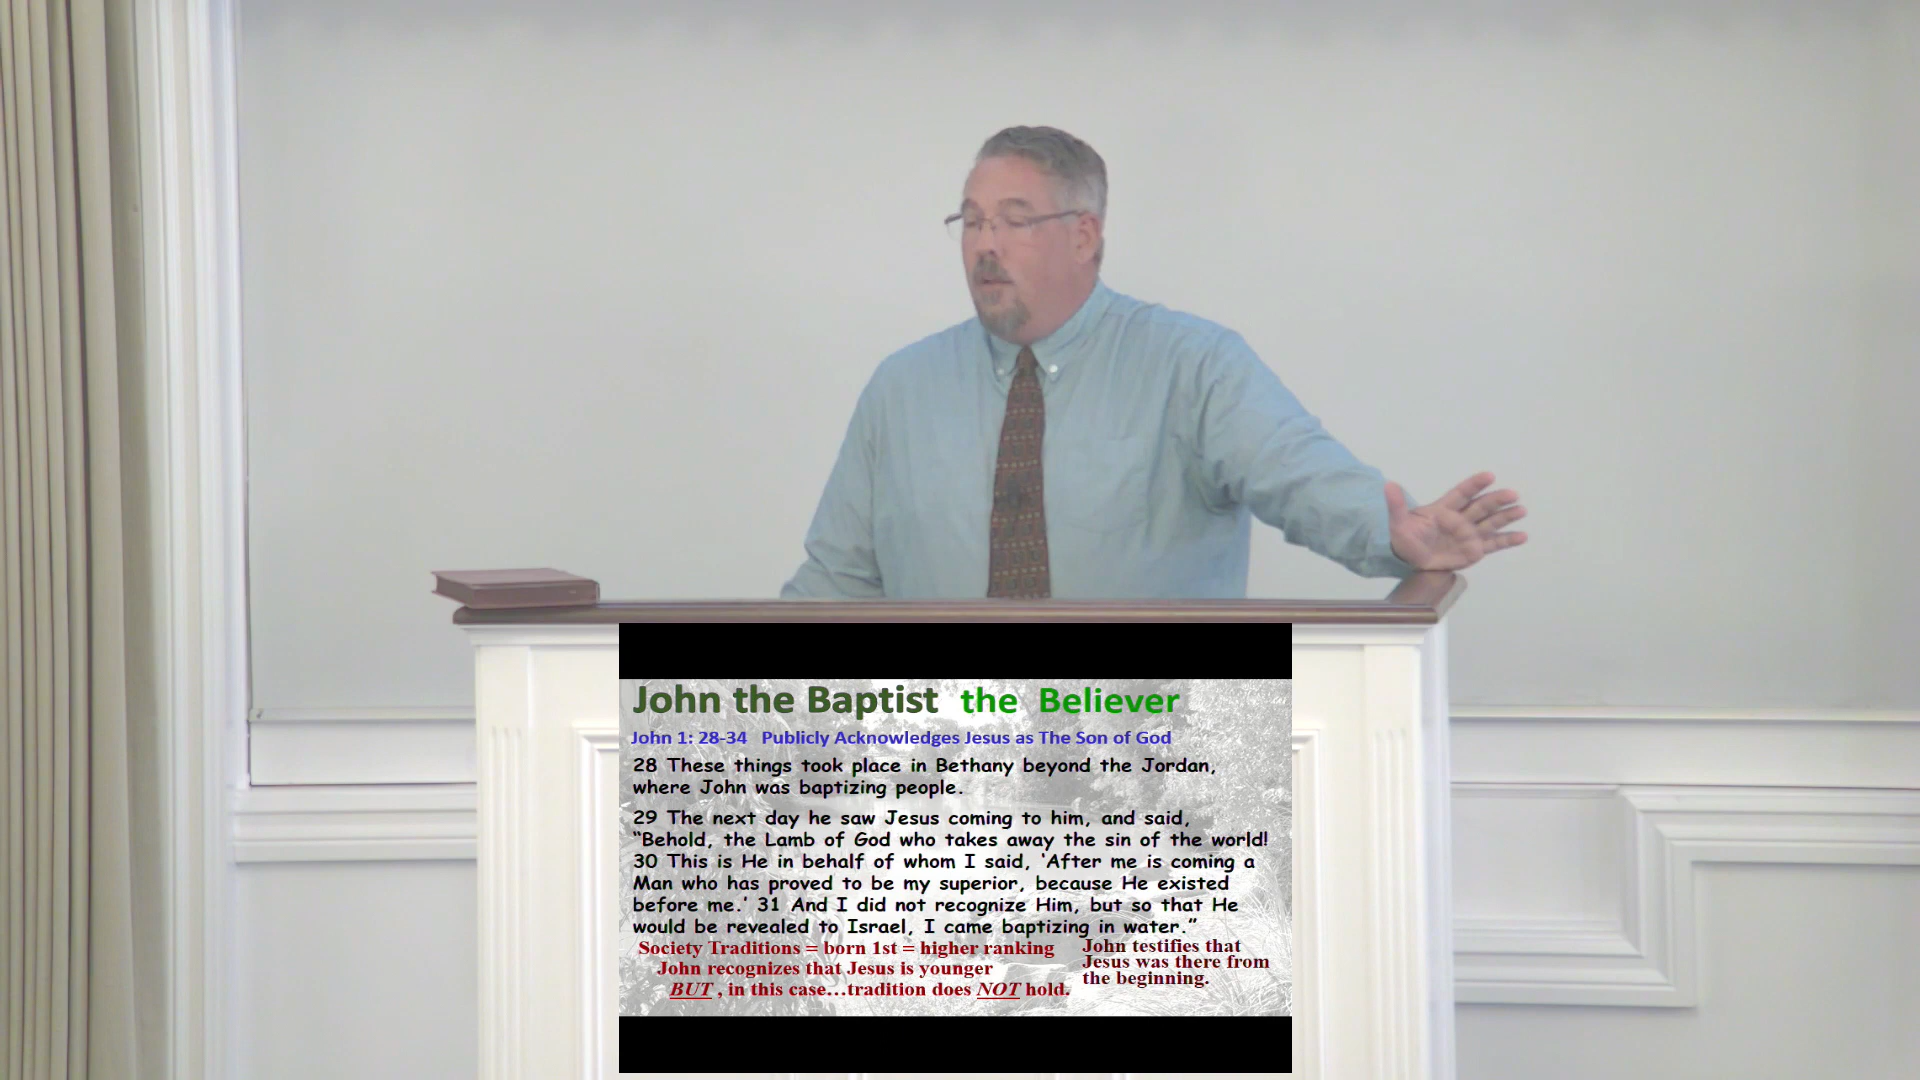 John the Baptist the Believer
John 1: 28-34 Publicly Acknowledges Jesus as The Son of God
28 These things took place in Bethany beyond the Jordan,
where John was baptizing people.
29 The next day he saw Jesus coming to him, and said,
“Behold, the Lamb of God who takes away the sin of the world!
30 This is He in behalf of whom I said, ‘After me is coming a
Man who has proved to be my superior, because He existed
before me.’ 31 And I did not recognize Him, but so that He
would be revealed to Israel, I came baptizing in water.”
Society Traditions = born 1st = higher ranking
John recognizes that Jesus is younger
BUT , in this case...tradition does NOT hold.
John testifies that
Jesus was there from
the beginning.